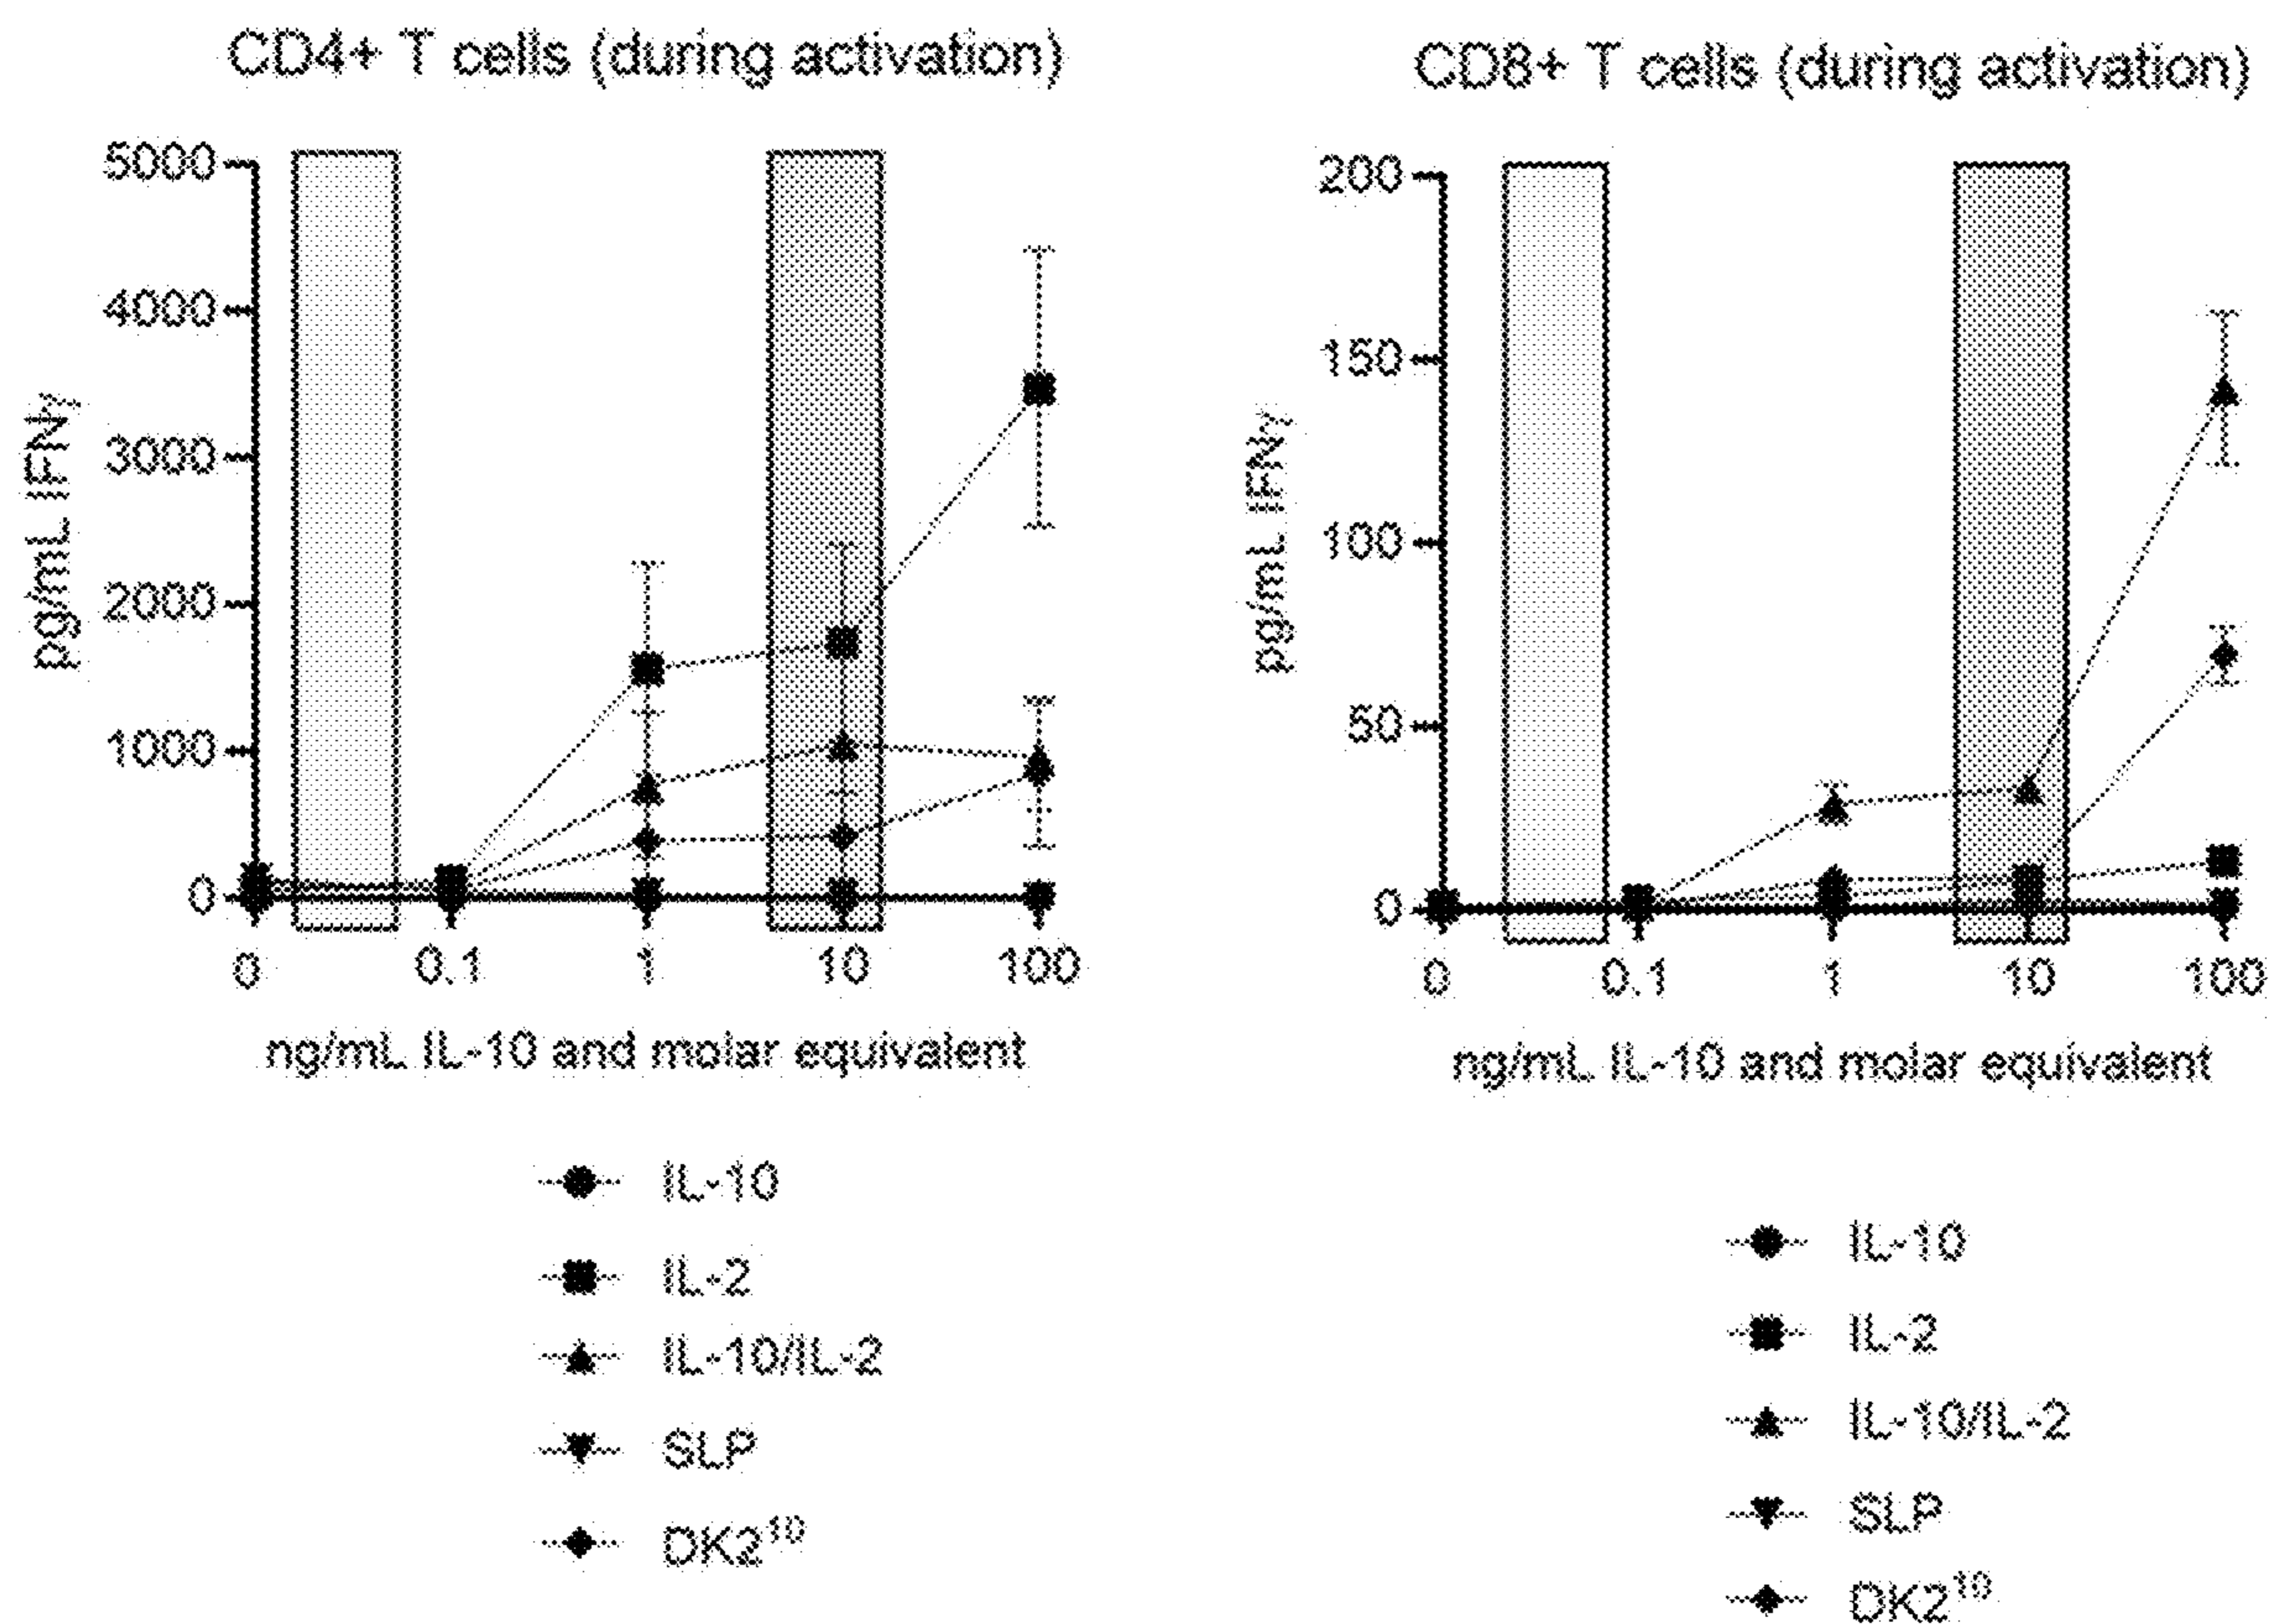 CD4+ T cells (during activation)
pg/mL IFNγ
5000
4000
3000
2000
1000
0
0 0.1 1 10 100
ng/mL IL-10 and molar equivalent
IL-10
IL-2
IL-10/IL-2
SLP
DK2¹⁰
CD8+ T cells (during activation)
pg/mL IFNγ
200
150
100
50
0
0 0.1 1 10 100
ng/mL IL-10 and molar equivalent
IL-10
IL-2
IL-10/IL-2
SLP
DK2¹⁰